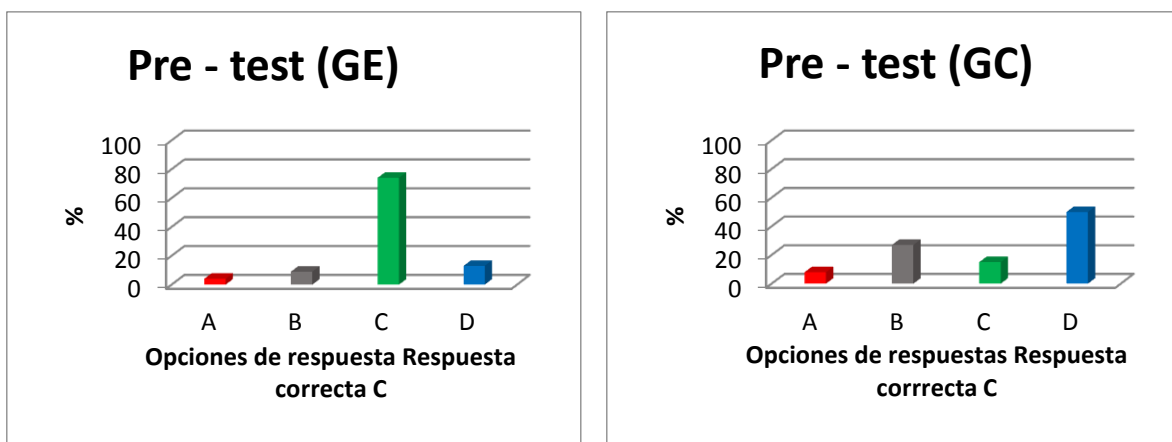 Pre - test (GE)
100
80
60
40
20
0
%
A B C D
Opciones de respuesta Respuesta
correcta C
Pre - test (GC)
100
80
60
40
20
0
%
A B C D
Opciones de respuestas Respuesta
corrrecta C